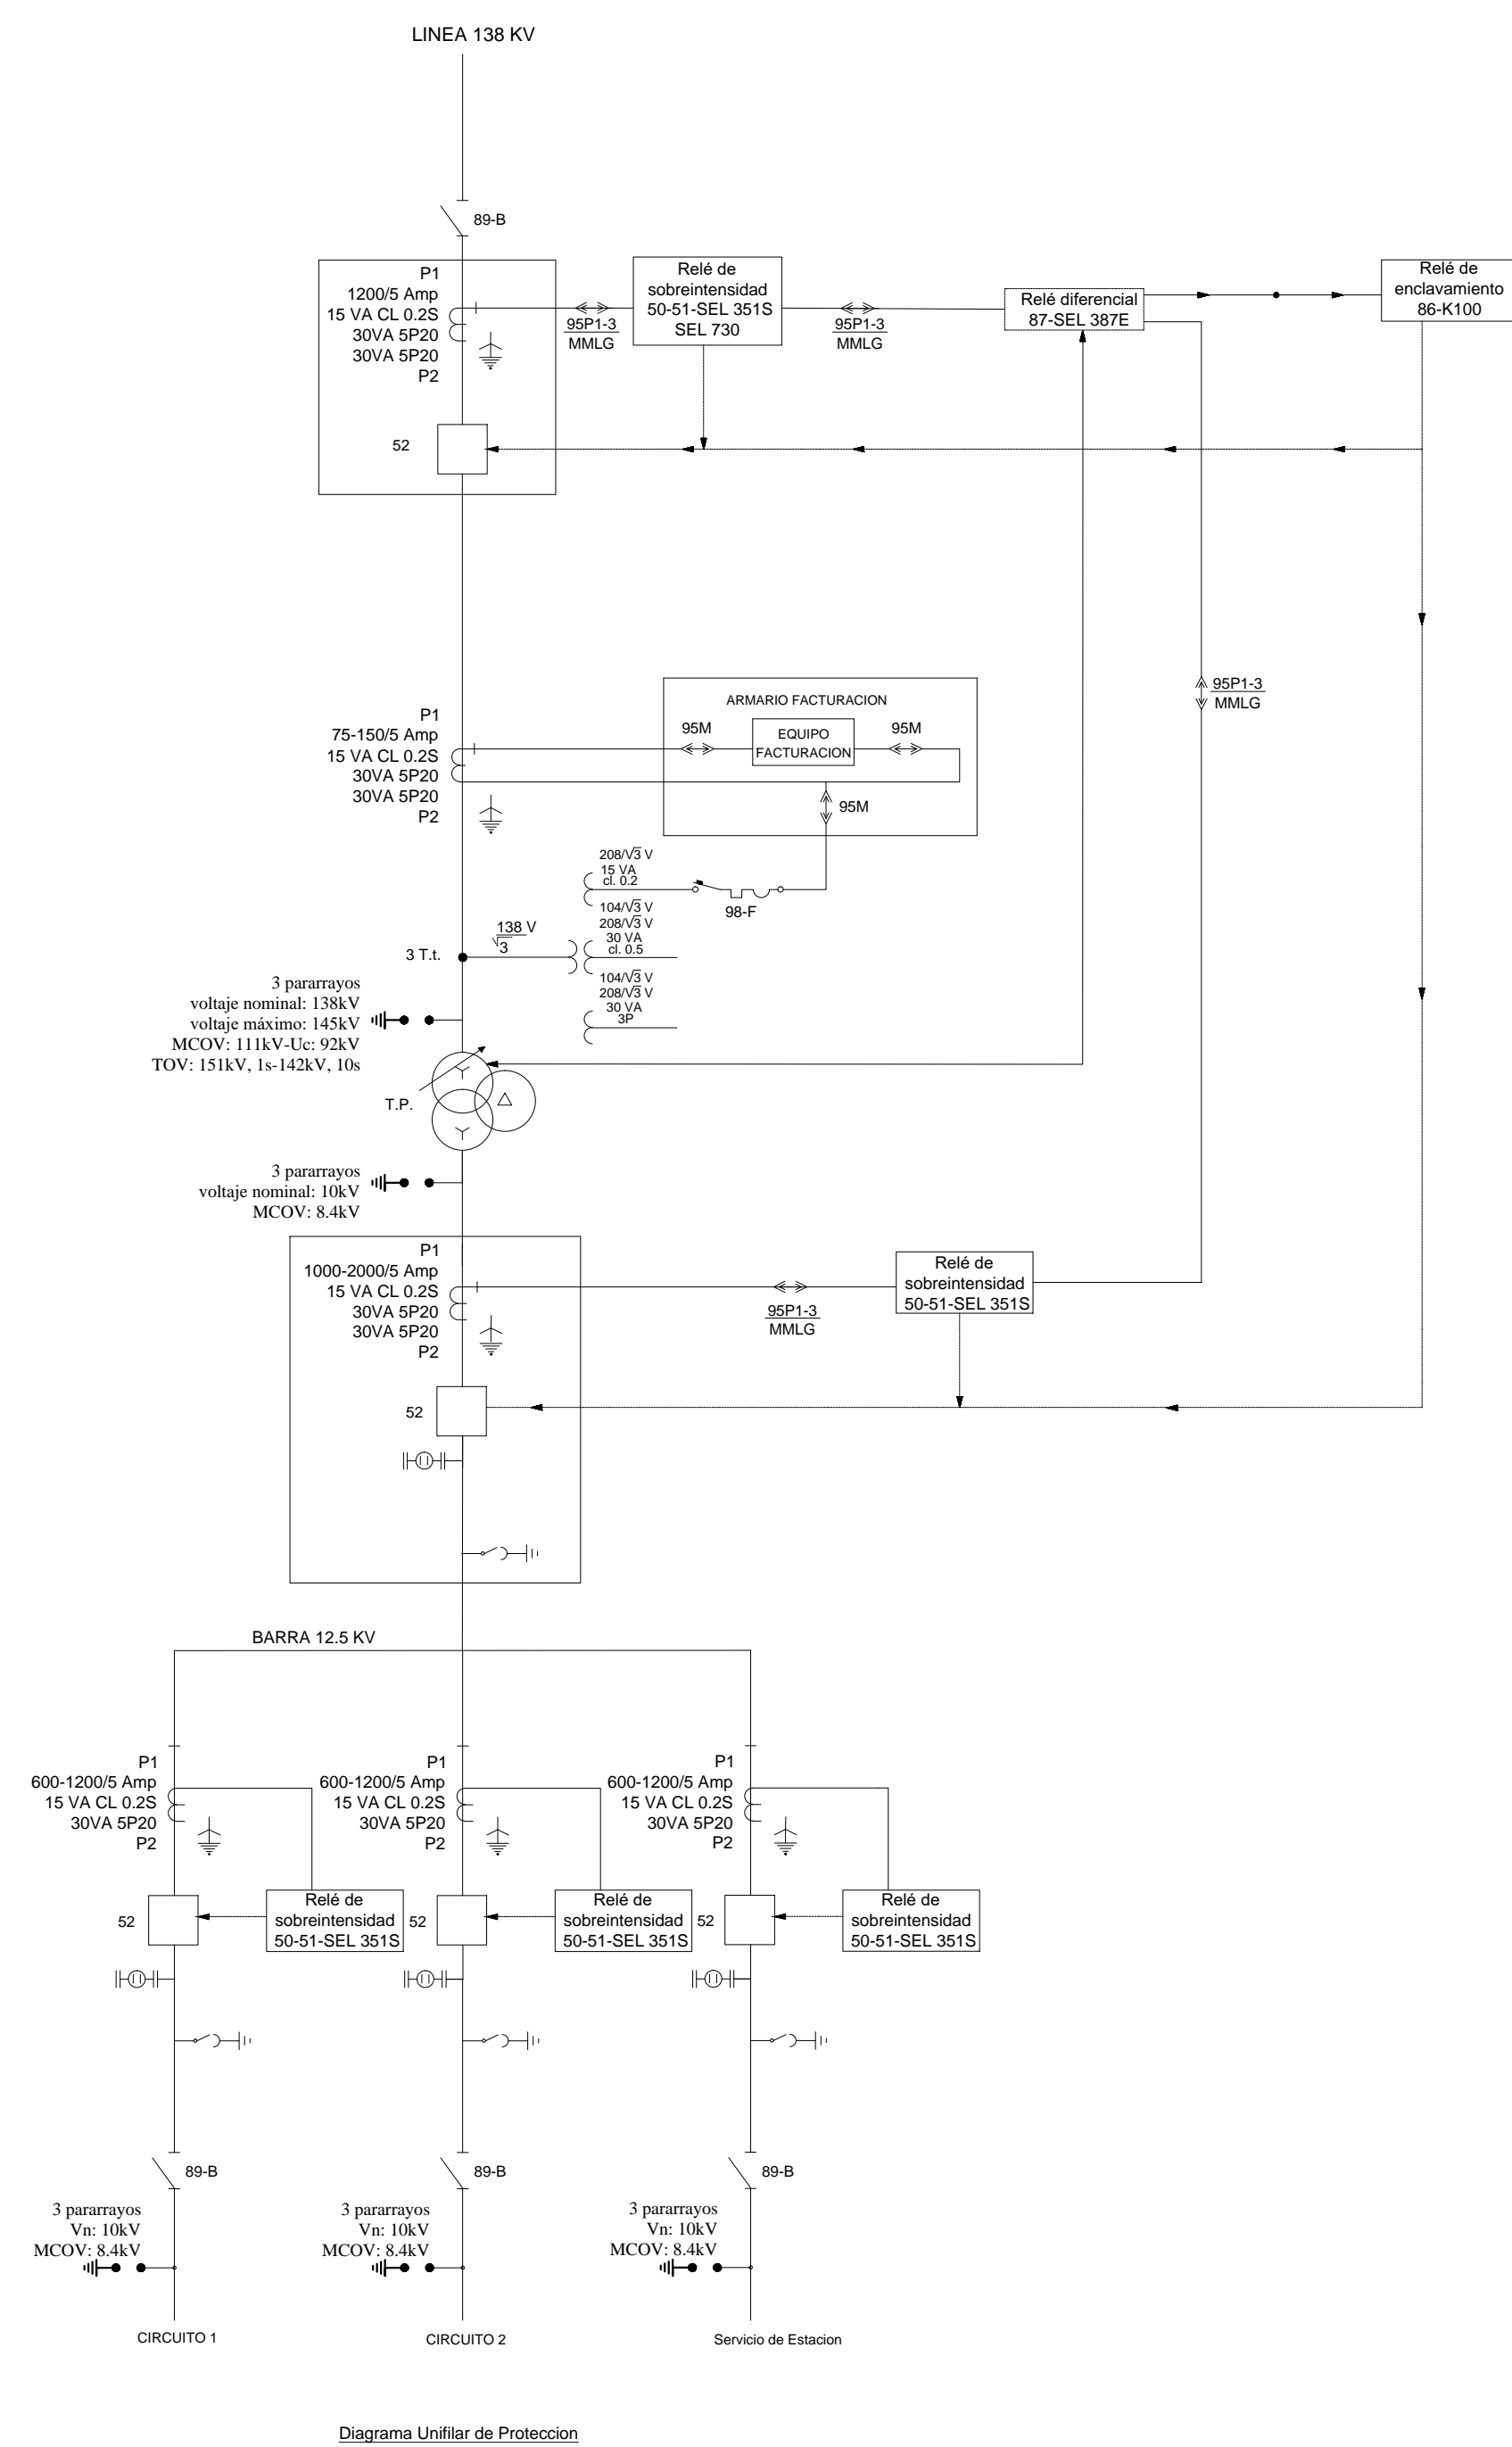 LINEA 138 KV
89-B
P1
1200/5 Amp
15 VA CL 0.2S
30VA 5P20
30VA 5P20
P2
95P1-3
MMLG
Relé de
sobreintensidad
50-51-SEL 351S
SEL 730
95P1-3
MMLG
Relé diferencial
87-SEL 387E
Relé de
enclavamiento
86-K100
52
95P1-3
MMLG
P1
75-150/5 Amp
15 VA CL 0.2S
30VA 5P20
30VA 5P20
P2
ARMARIO FACTURACION
95M
EQUIPO
FACTURACION
95M
95M
208/√3 V
15 VA
cl. 0.2
98-F
104/√3 V
208/√3 V
30 VA
cl. 0.5
138 V
√3
3 T.t.
104/√3 V
208/√3 V
30 VA
3P
3 pararrayos
voltaje nominal: 138kV
voltaje máximo: 145kV
MCOV: 111kV-Uc: 92kV
TOV: 151kV, 1s-142kV, 10s
T.P.
3 pararrayos
voltaje nominal: 10kV
MCOV: 8.4kV
P1
1000-2000/5 Amp
15 VA CL 0.2S
30VA 5P20
30VA 5P20
P2
95P1-3
MMLG
Relé de
sobreintensidad
50-51-SEL 351S
52
BARRA 12.5 KV
P1
600-1200/5 Amp
15 VA CL 0.2S
30VA 5P20
P2
52
Relé de
sobreintensidad
50-51-SEL 351S
89-B
3 pararrayos
Vn: 10kV
MCOV: 8.4kV
CIRCUITO 1
P1
600-1200/5 Amp
15 VA CL 0.2S
30VA 5P20
P2
52
Relé de
sobreintensidad
50-51-SEL 351S
89-B
3 pararrayos
Vn: 10kV
MCOV: 8.4kV
CIRCUITO 2
P1
600-1200/5 Amp
15 VA CL 0.2S
30VA 5P20
P2
52
Relé de
sobreintensidad
50-51-SEL 351S
89-B
3 pararrayos
Vn: 10kV
MCOV: 8.4kV
Servicio de Estacion
Diagrama Unifilar de Proteccion